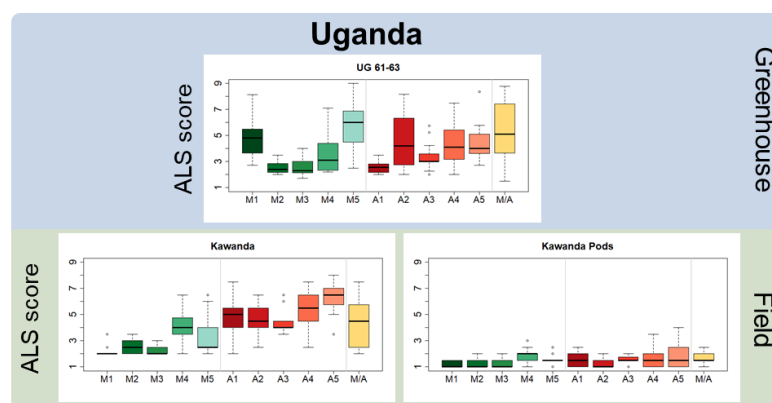 Uganda
Greenhouse
UG 61-63
ALS score
9
7
5
3
1
M1 M2 M3 M4 M5 A1 A2 A3 A4 A5 M/A
Kawanda
ALS score
9
7
5
3
1
M1 M2 M3 M4 M5 A1 A2 A3 A4 A5 M/A
Kawanda Pods
9
7
5
3
1
M1 M2 M3 M4 M5 A1 A2 A3 A4 A5 M/A
Field